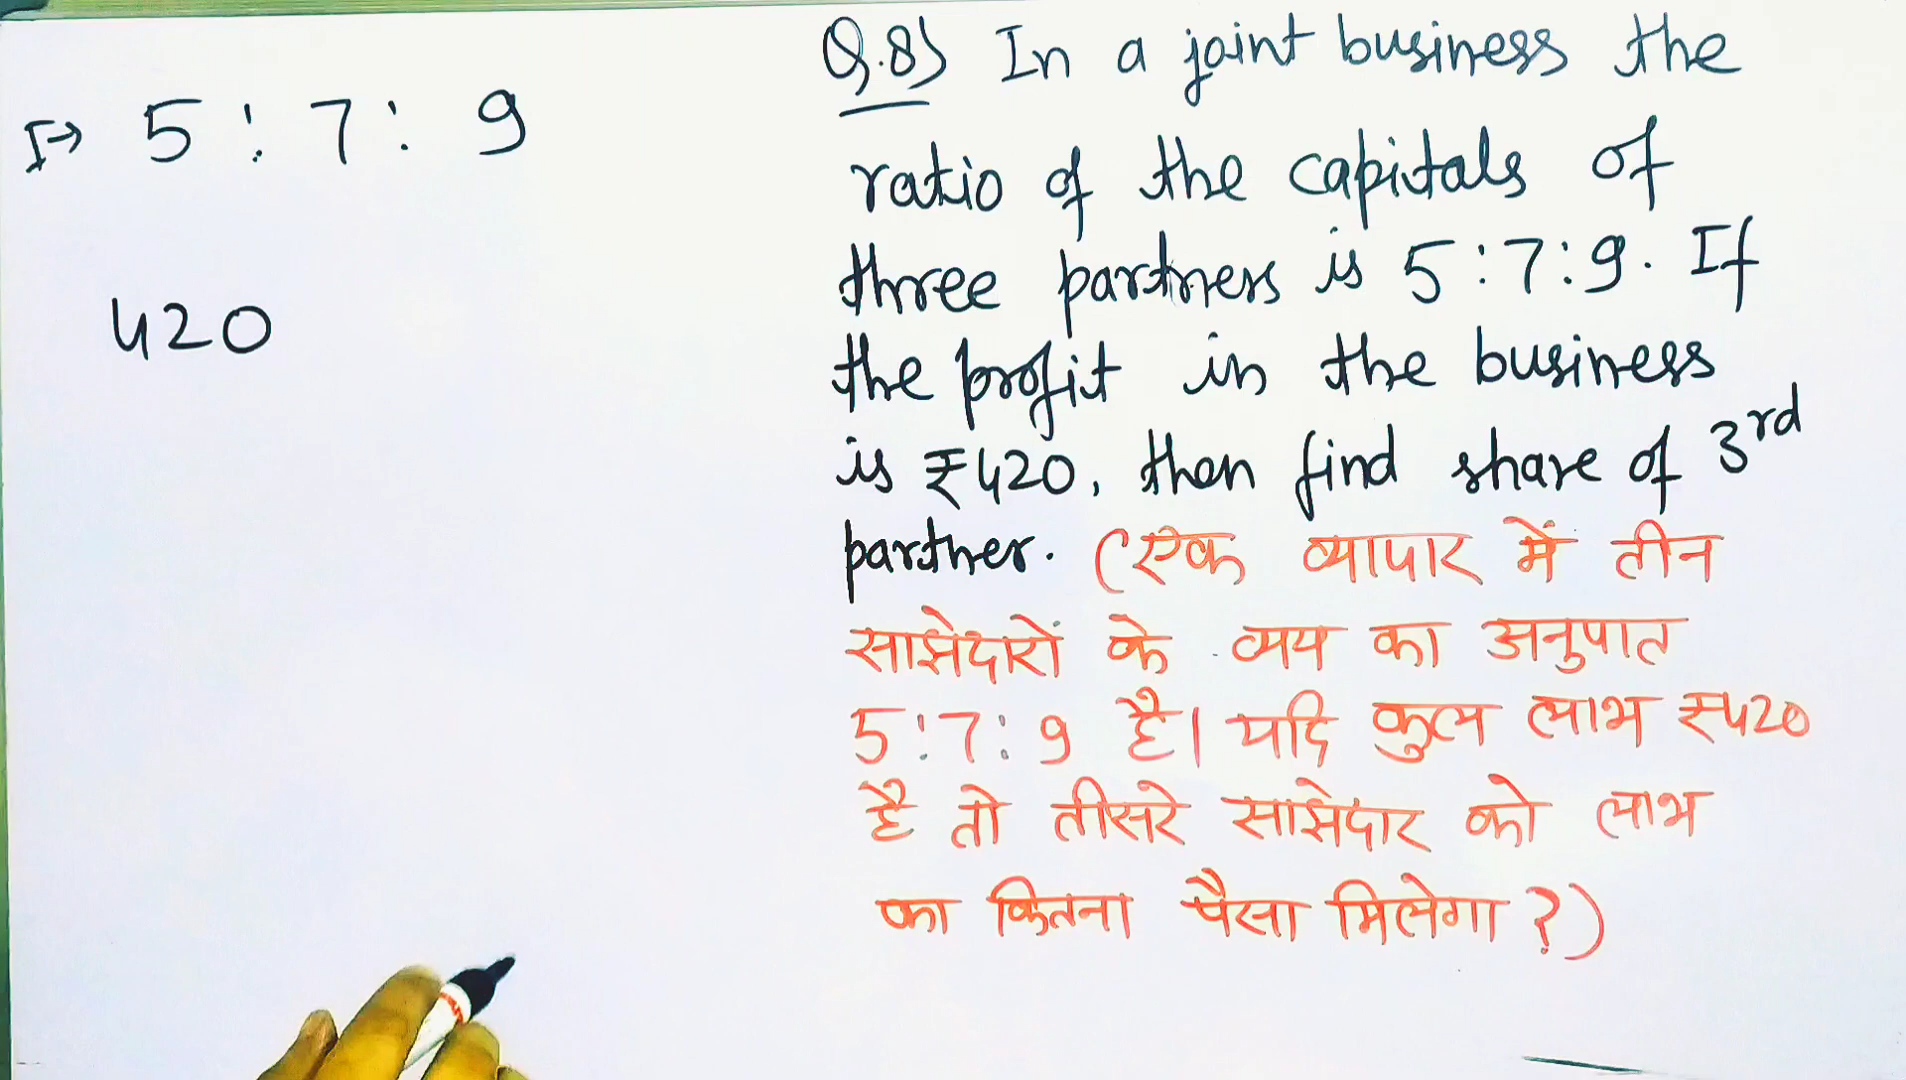 I→ 5 : 7 : 9
420
Q.8) In a joint business the
ratio of the capitals of
three partners is 5:7:9. If
the profit in the business
is ₹420, then find share of 3rd
partner. (एक व्यापार में तीन
साझेदारों के व्यय का अनुपात
5:7:9 है। यदि कुल लाभ ₹420
है तो तीसरे साझेदार को लाभ
का कितना पैसा मिलेगा?)